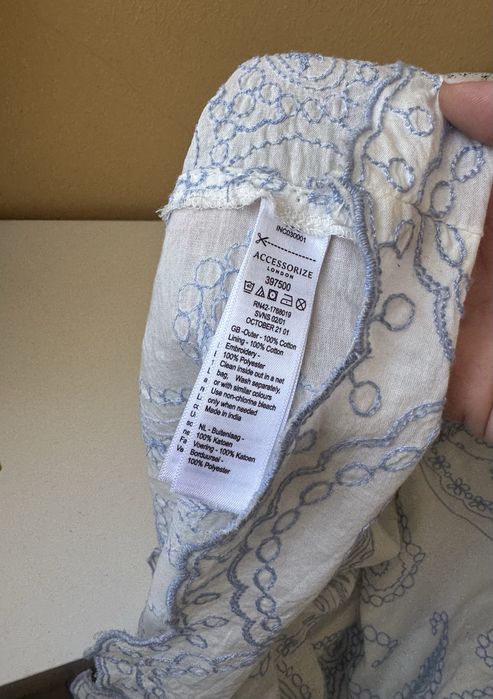 INC030001
ACCESSORIZE
LONDON
397500
RN42-1768019
SVNS 02/01
OCTOBER 21 01
GB -Outer - 100% Cotton
Lining - 100% Cotton
Embroidery -
100% Polyester
Clean inside out in a net
bag. Wash separately.
or with similar colours
Use non-chlorine bleach
only when needed
Made in india
NL - Buitenlaag -
100% Katoen
Voering - 100% Katoen
Borduursel -
100% Polyester